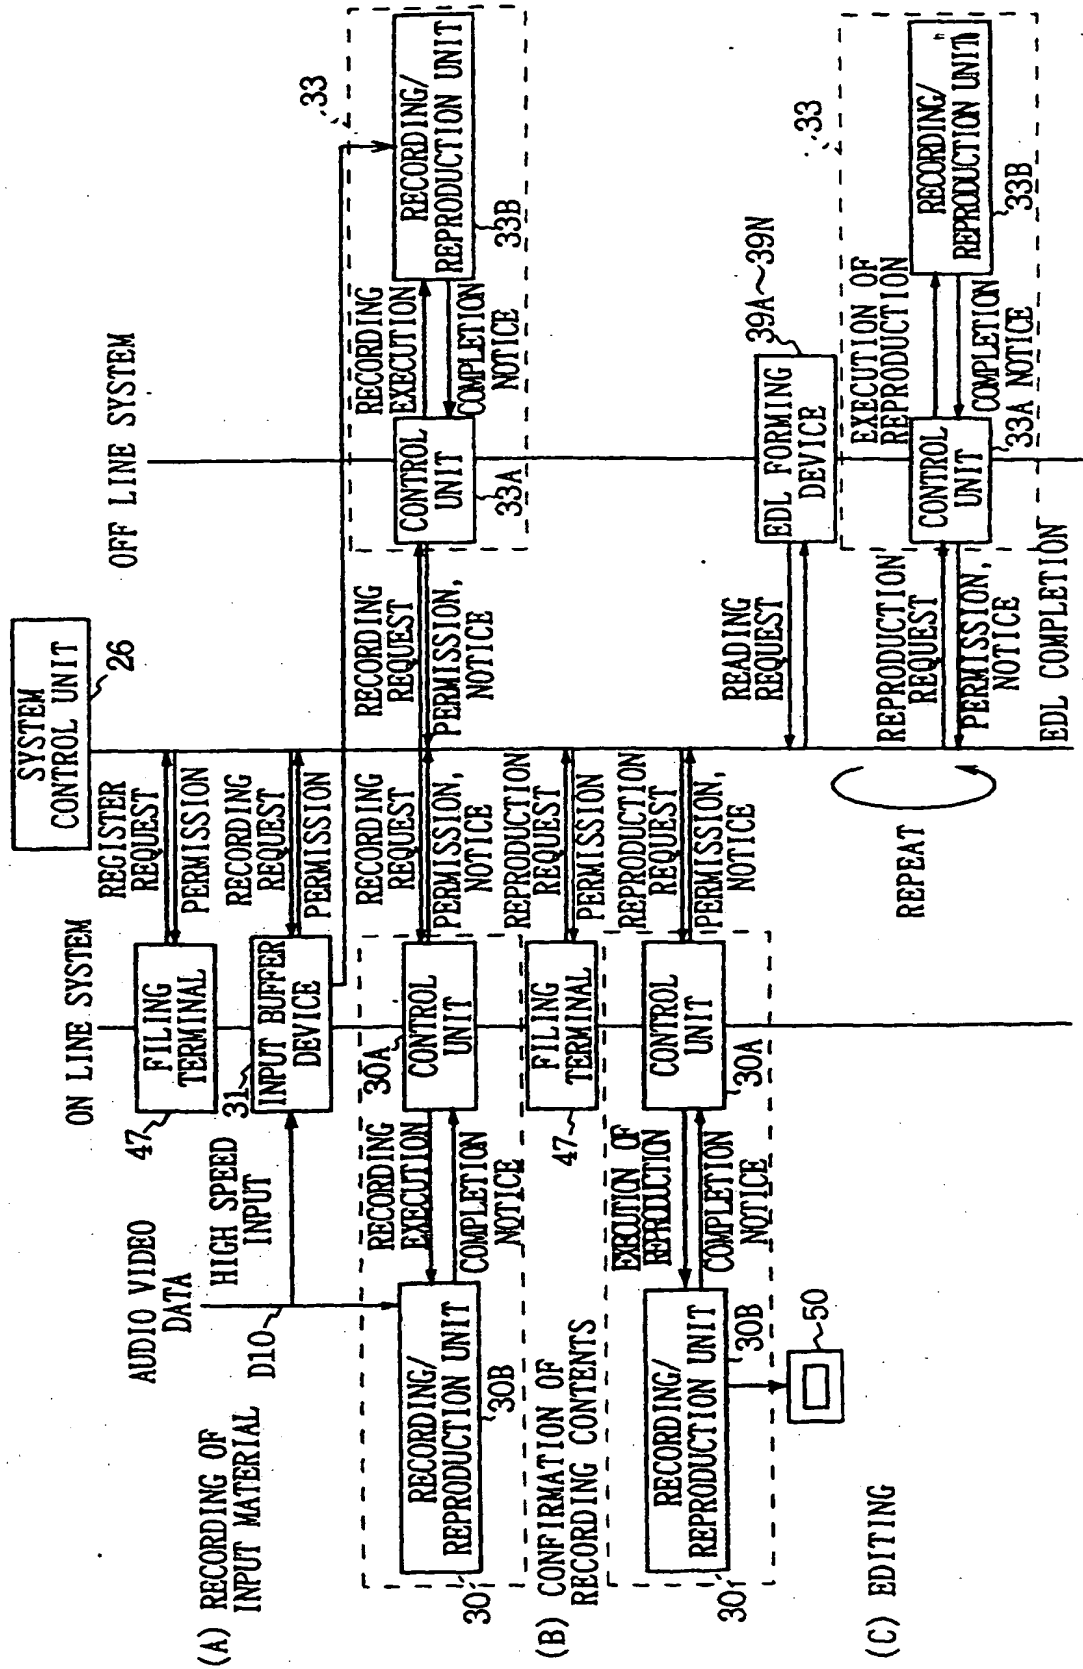 SYSTEM
CONTROL UNIT
26
ON LINE SYSTEM
OFF LINE SYSTEM
(A) RECORDING OF
INPUT MATERIAL
AUDIO VIDEO
DATA
D10
HIGH SPEED
INPUT
47
FILING
TERMINAL
REGISTER
REQUEST
PERMISSION
31
INPUT BUFFER
DEVICE
RECORDING
REQUEST
PERMISSION
30
RECORDING/
REPRODUCTION UNIT
30B
RECORDING
EXECUTION
COMPLETION
NOTICE
30A
CONTROL
UNIT
RECORDING
REQUEST
PERMISSION,
NOTICE
RECORDING
REQUEST
PERMISSION,
NOTICE
CONTROL
UNIT
33A
RECORDING
EXECUTION
COMPLETION
NOTICE
33
RECORDING/
REPRODUCTION UNIT
33B
(B) CONFIRMATION OF
RECORDING CONTENTS
47
FILING
TERMINAL
REPRODUCTION
REQUEST
PERMISSION
30
RECORDING/
REPRODUCTION UNIT
30B
50
EXECUTION OF
REPRODUCTION
COMPLETION
NOTICE
CONTROL
UNIT
30A
REPRODUCTION
REQUEST
PERMISSION,
NOTICE
(C) EDITING
REPEAT
READING
REQUEST
EDL FORMING
DEVICE
39A~39N
REPRODUCTION
REQUEST
PERMISSION,
NOTICE
EDL COMPLETION
CONTROL
UNIT
33A
EXECUTION OF
REPRODUCTION
COMPLETION
NOTICE
33
RECORDING/
REPRODUCTION UNIT
33B